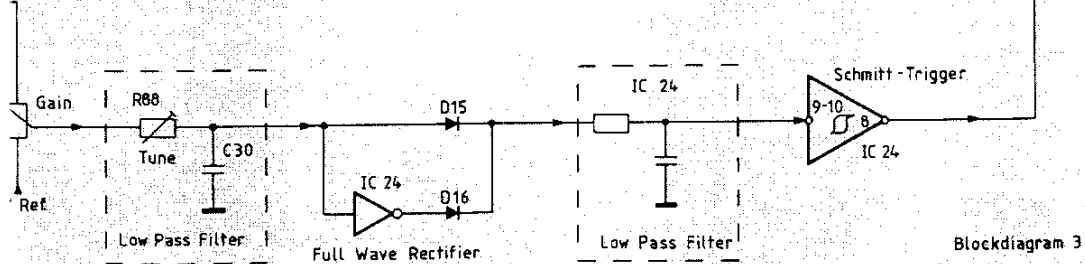 Gain
R88
Tune
C30
Ref.
Low Pass Filter
D15
IC 24
D16
Full Wave Rectifier
IC 24
Low Pass Filter
Schmitt-Trigger
9-10
8
IC 24
Blockdiagram 3